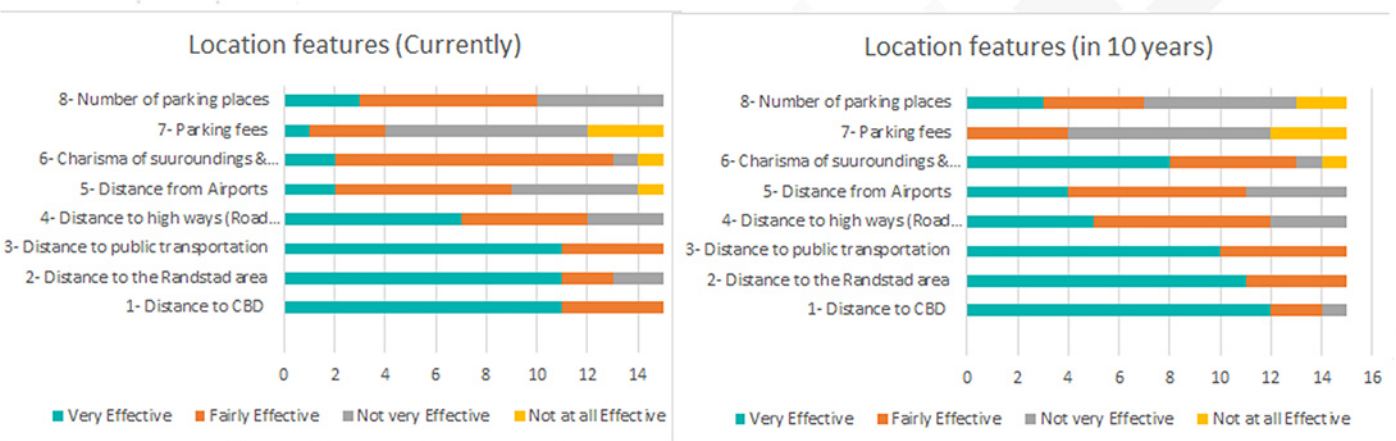 Location features (Currently)
8- Number of parking places
7- Parking fees
6- Charisma of suuroundings &...
5- Distance from Airports
4- Distance to high ways (Road...
3- Distance to public transportation
2- Distance to the Randstad area
1- Distance to CBD
0 2 4 6 8 10 12 14
Very Effective Fairly Effective Not very Effective Not at all Effective
Location features (in 10 years)
8- Number of parking places
7- Parking fees
6- Charisma of suuroundings &...
5- Distance from Airports
4- Distance to high ways (Road...
3- Distance to public transportation
2- Distance to the Randstad area
1- Distance to CBD
0 2 4 6 8 10 12 14 16
Very Effective Fairly Effective Not very Effective Not at all Effective